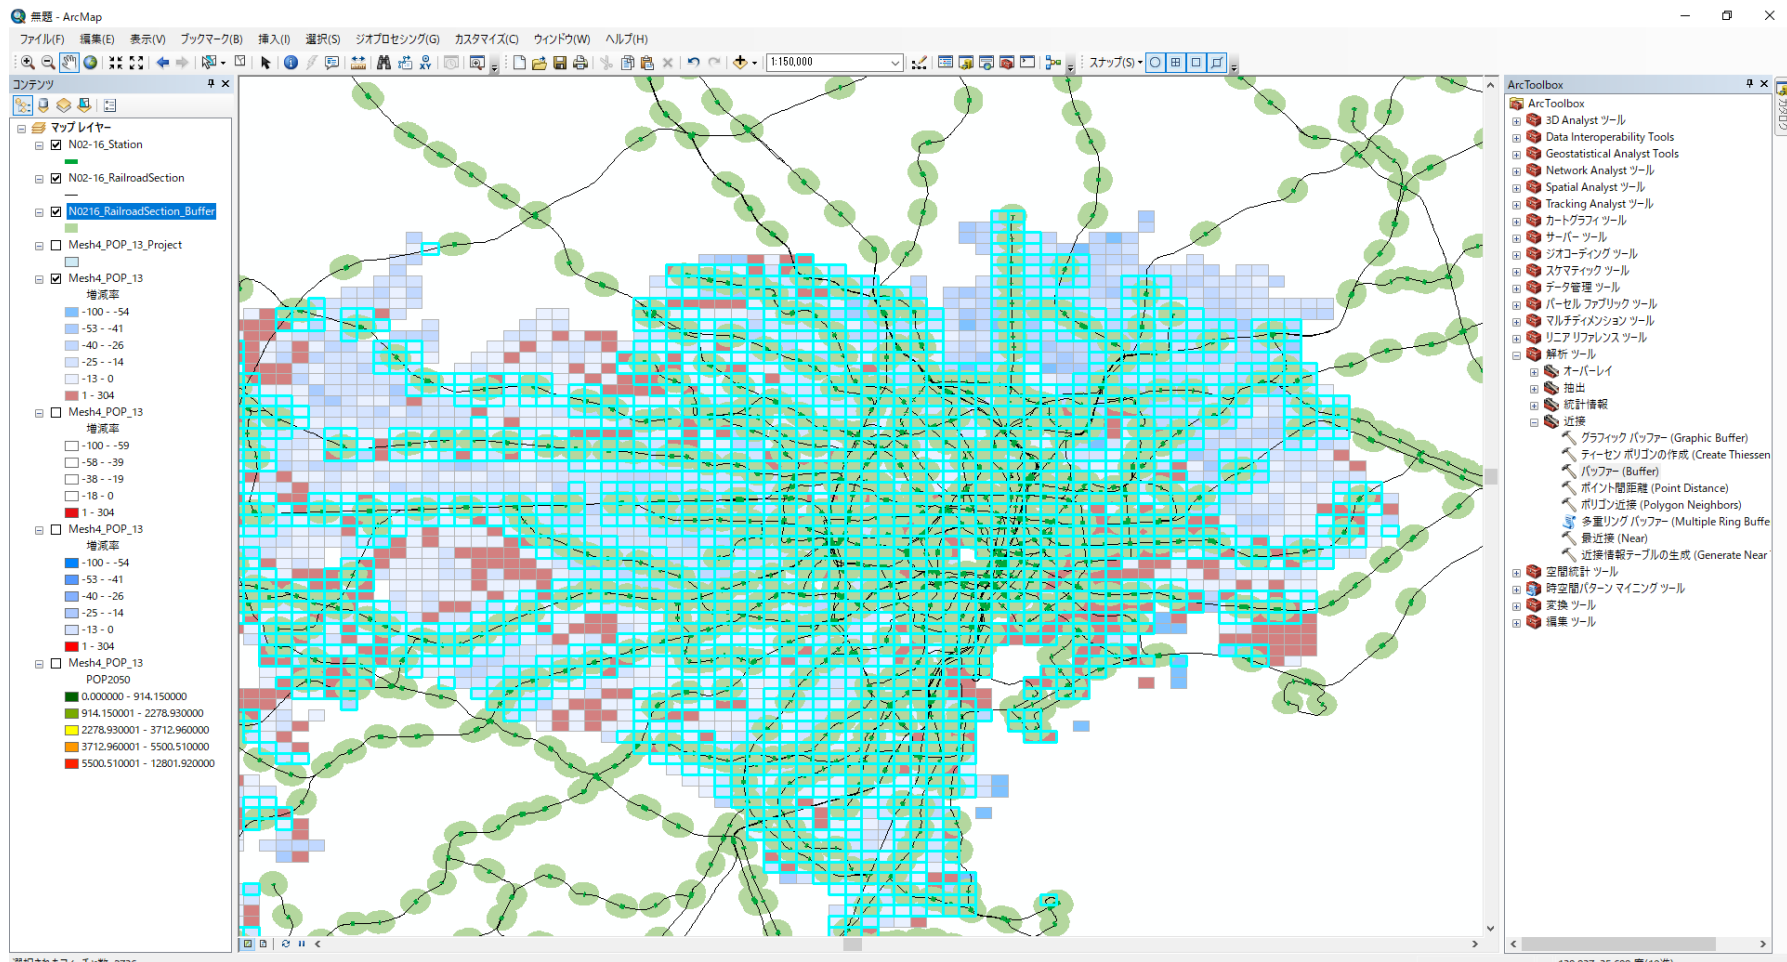 無題 - ArcMap
ファイル(F) 編集(E) 表示(V) ブックマーク(B) 挿入(I) 選択(S) ジオプロセシング(G) カスタマイズ(C) ウィンドウ(W) ヘルプ(H)
1:150,000
スナップ(S)
コンテンツ
マップ レイヤー
N02-16_Station
N02-16_RailroadSection
N0216_RailroadSection_Buffer
Mesh4_POP_13_Project
Mesh4_POP_13
増減率
-100 - -54
-53 - -41
-40 - -26
-25 - -14
-13 - 0
1 - 304
Mesh4_POP_13
増減率
-100 - -59
-58 - -39
-38 - -19
-18 - 0
1 - 304
Mesh4_POP_13
増減率
-100 - -54
-53 - -41
-40 - -26
-25 - -14
-13 - 0
1 - 304
Mesh4_POP_13
POP2050
0.000000 - 914.150000
914.150001 - 2278.930000
2278.930001 - 3712.960000
3712.960001 - 5500.510000
5500.510001 - 12801.920000
ArcToolbox
ArcToolbox
3D Analyst ツール
Data Interoperability Tools
Geostatistical Analyst Tools
Network Analyst ツール
Spatial Analyst ツール
Tracking Analyst ツール
カートグラフィ ツール
サーバー ツール
ジオコーディング ツール
スケマティック ツール
データ管理 ツール
パーセル ファブリック ツール
マルチディメンション ツール
リニア リファレンス ツール
解析 ツール
オーバーレイ
抽出
統計情報
近接
グラフィック バッファー (Graphic Buffer)
ティーセン ポリゴンの作成 (Create Thiessen
バッファー (Buffer)
ポイント間距離 (Point Distance)
ポリゴン近接 (Polygon Neighbors)
多重リング バッファー (Multiple Ring Buffe
最近接 (Near)
近接情報テーブルの生成 (Generate Near
空間統計 ツール
時空間パターン マイニング ツール
変換 ツール
編集 ツール
カタログ